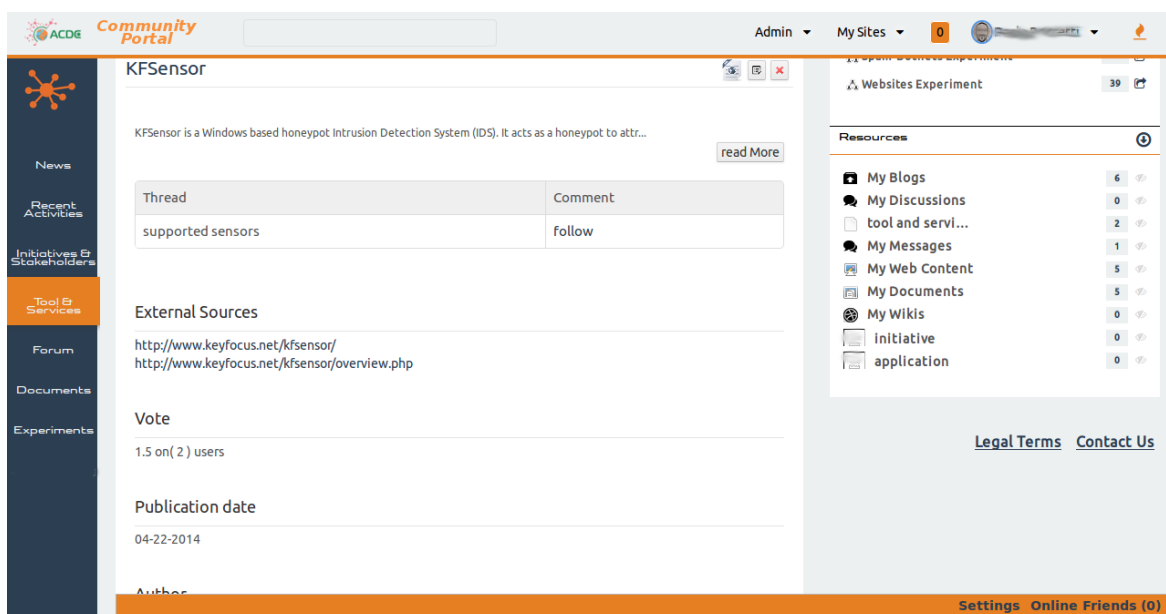 ACDC
Community
Portal
Admin
My Sites
0
KFSensor
Websites Experiment
39
KFSensor is a Windows based honeypot Intrusion Detection System (IDS). It acts as a honeypot to attr...
read More
Thread
Comment
supported sensors
follow
External Sources
http://www.keyfocus.net/kfsensor/
http://www.keyfocus.net/kfsensor/overview.php
Vote
1.5 on( 2 ) users
Publication date
04-22-2014
Author
News
Recent
Activities
Initiatives &
Stakeholders
Tool &
Services
Forum
Documents
Experiments
Resources
My Blogs 6
My Discussions 0
tool and servi... 2
My Messages 1
My Web Content 5
My Documents 5
My Wikis 0
initiative 0
application 0
Legal Terms Contact Us
Settings Online Friends (0)